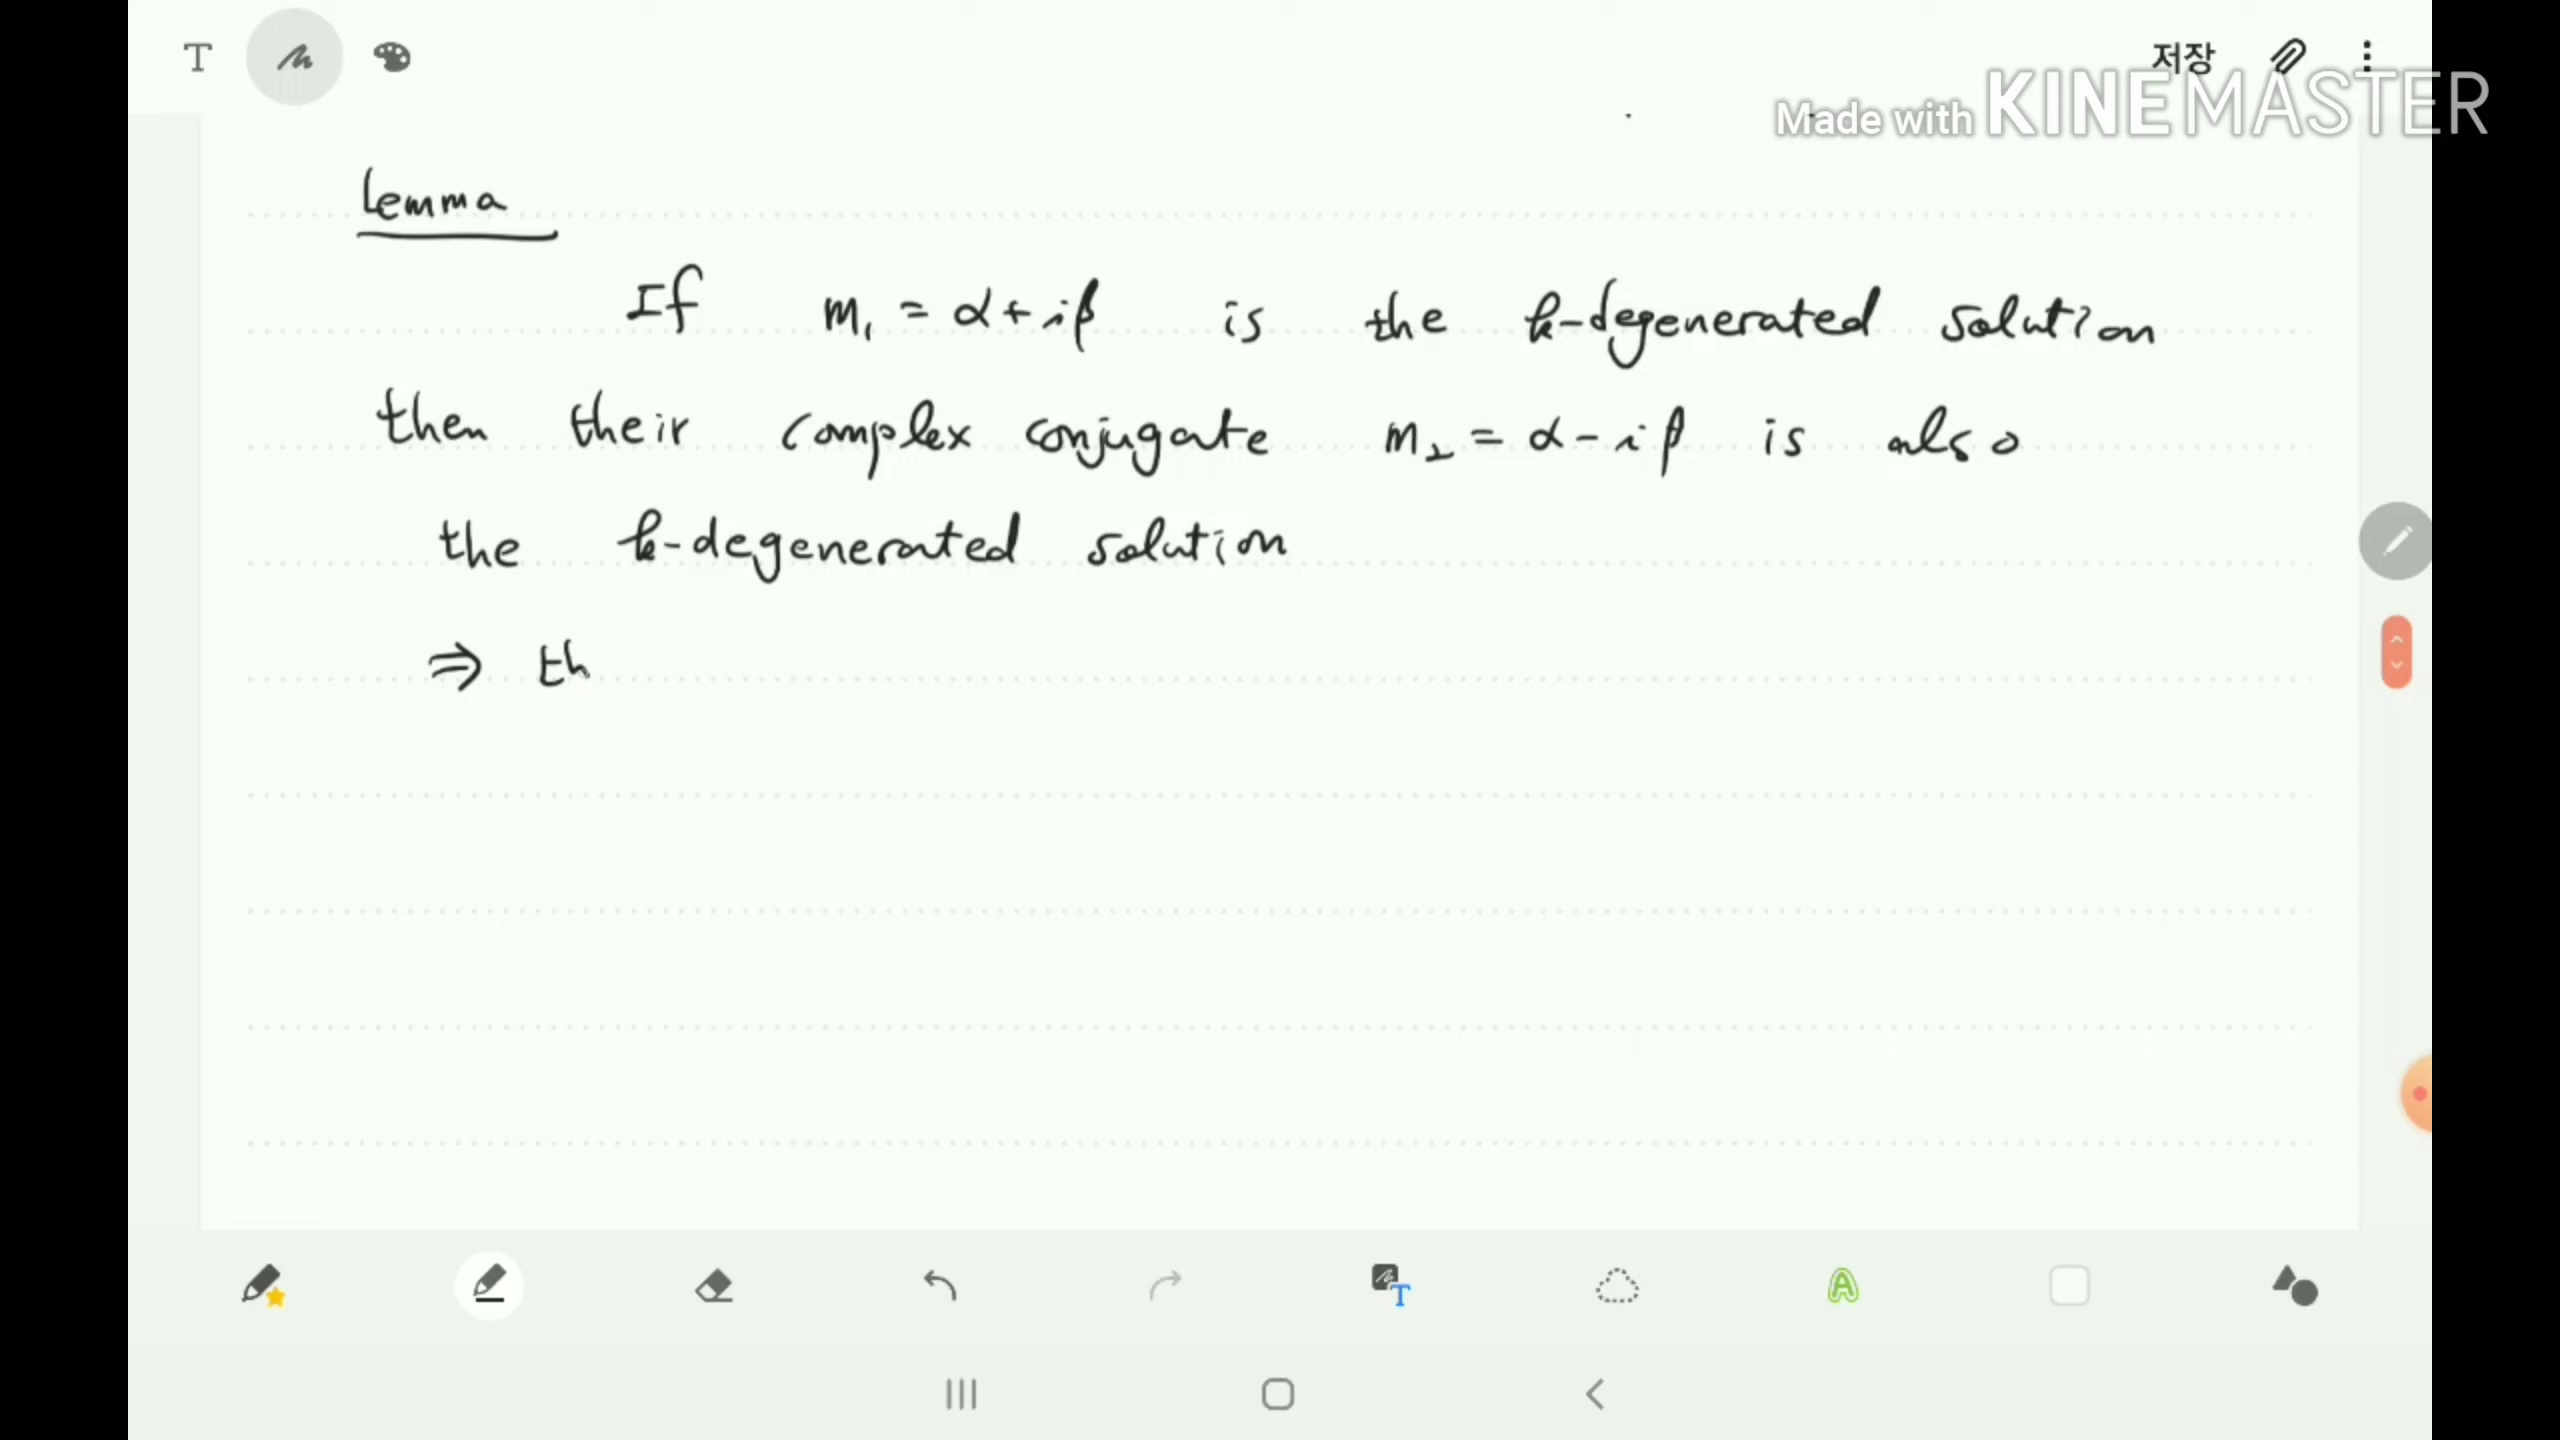 T
저장
Made with KINEMASTER
Lemma
If m₁ = α + iβ is the k-degenerated solution
then their complex conjugate m₂ = α - iβ is also
the k-degenerated solution
⇒ th
T
A